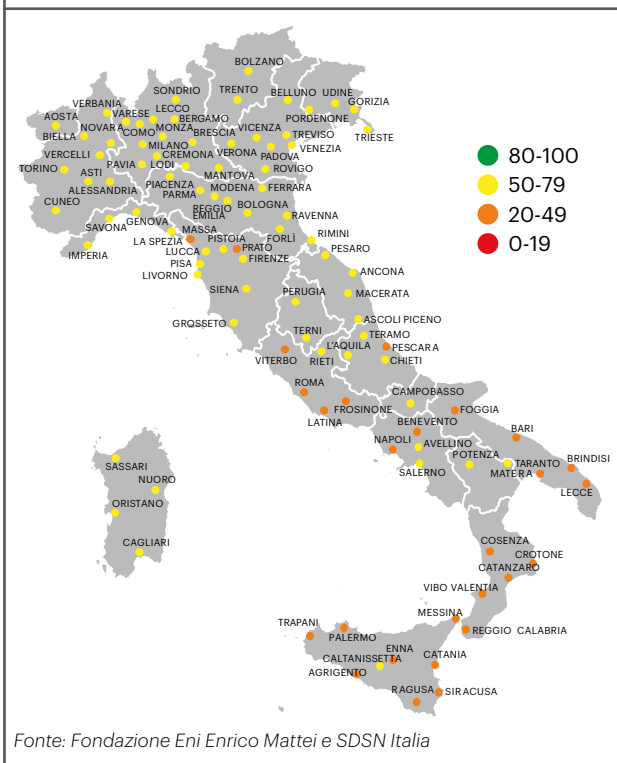 BOLZANO
SONDRIO
TRENTO
BELLUNO
UDINE
VERBANIA
LECCO
GORIZIA
AOSTA
VARESE
BERGAMO
PORDENONE
NOVARA
COMO
MONZA
BRESCIA
VICENZA
TREVISO
TRIESTE
BIELLA
MILANO
VENEZIA
VERCELLI
CREMONA
VERONA
PADOVA
TORINO
PAVIA
LODI
MANTOVA
ROVIGO
ASTI
PIACENZA
MODENA
FERRARA
ALESSANDRIA
PARMA
CUNEO
REGGIO
EMILIA
BOLOGNA
RAVENNA
GENOVA
SAVONA
MASSA
FORLÌ
RIMINI
LA SPEZIA
PISTOIA
IMPERIA
LUCCA
PRATO
PESARO
PISA
FIRENZE
LIVORNO
ANCONA
SIENA
PERUGIA
MACERATA
GROSSETO
ASCOLI PICENO
TERNI
TERAMO
L'AQUILA
PESCARA
VITERBO
RIETI
CHIETI
ROMA
CAMPOBASSO
FROSINONE
FOGGIA
LATINA
BENEVENTO
BARI
NAPOLI
AVELLINO
POTENZA
TARANTO
BRINDISI
SALERNO
MATERA
LECCE
SASSARI
NUORO
ORISTANO
CAGLIARI
COSENZA
CROTONE
CATANZARO
VIBO VALENTIA
MESSINA
TRAPANI
REGGIO CALABRIA
PALERMO
ENNA
CALTANISSETTA
CATANIA
AGRIGENTO
RAGUSA
SIRACUSA
80-100
50-79
20-49
0-19
Fonte: Fondazione Eni Enrico Mattei e SDSN Italia